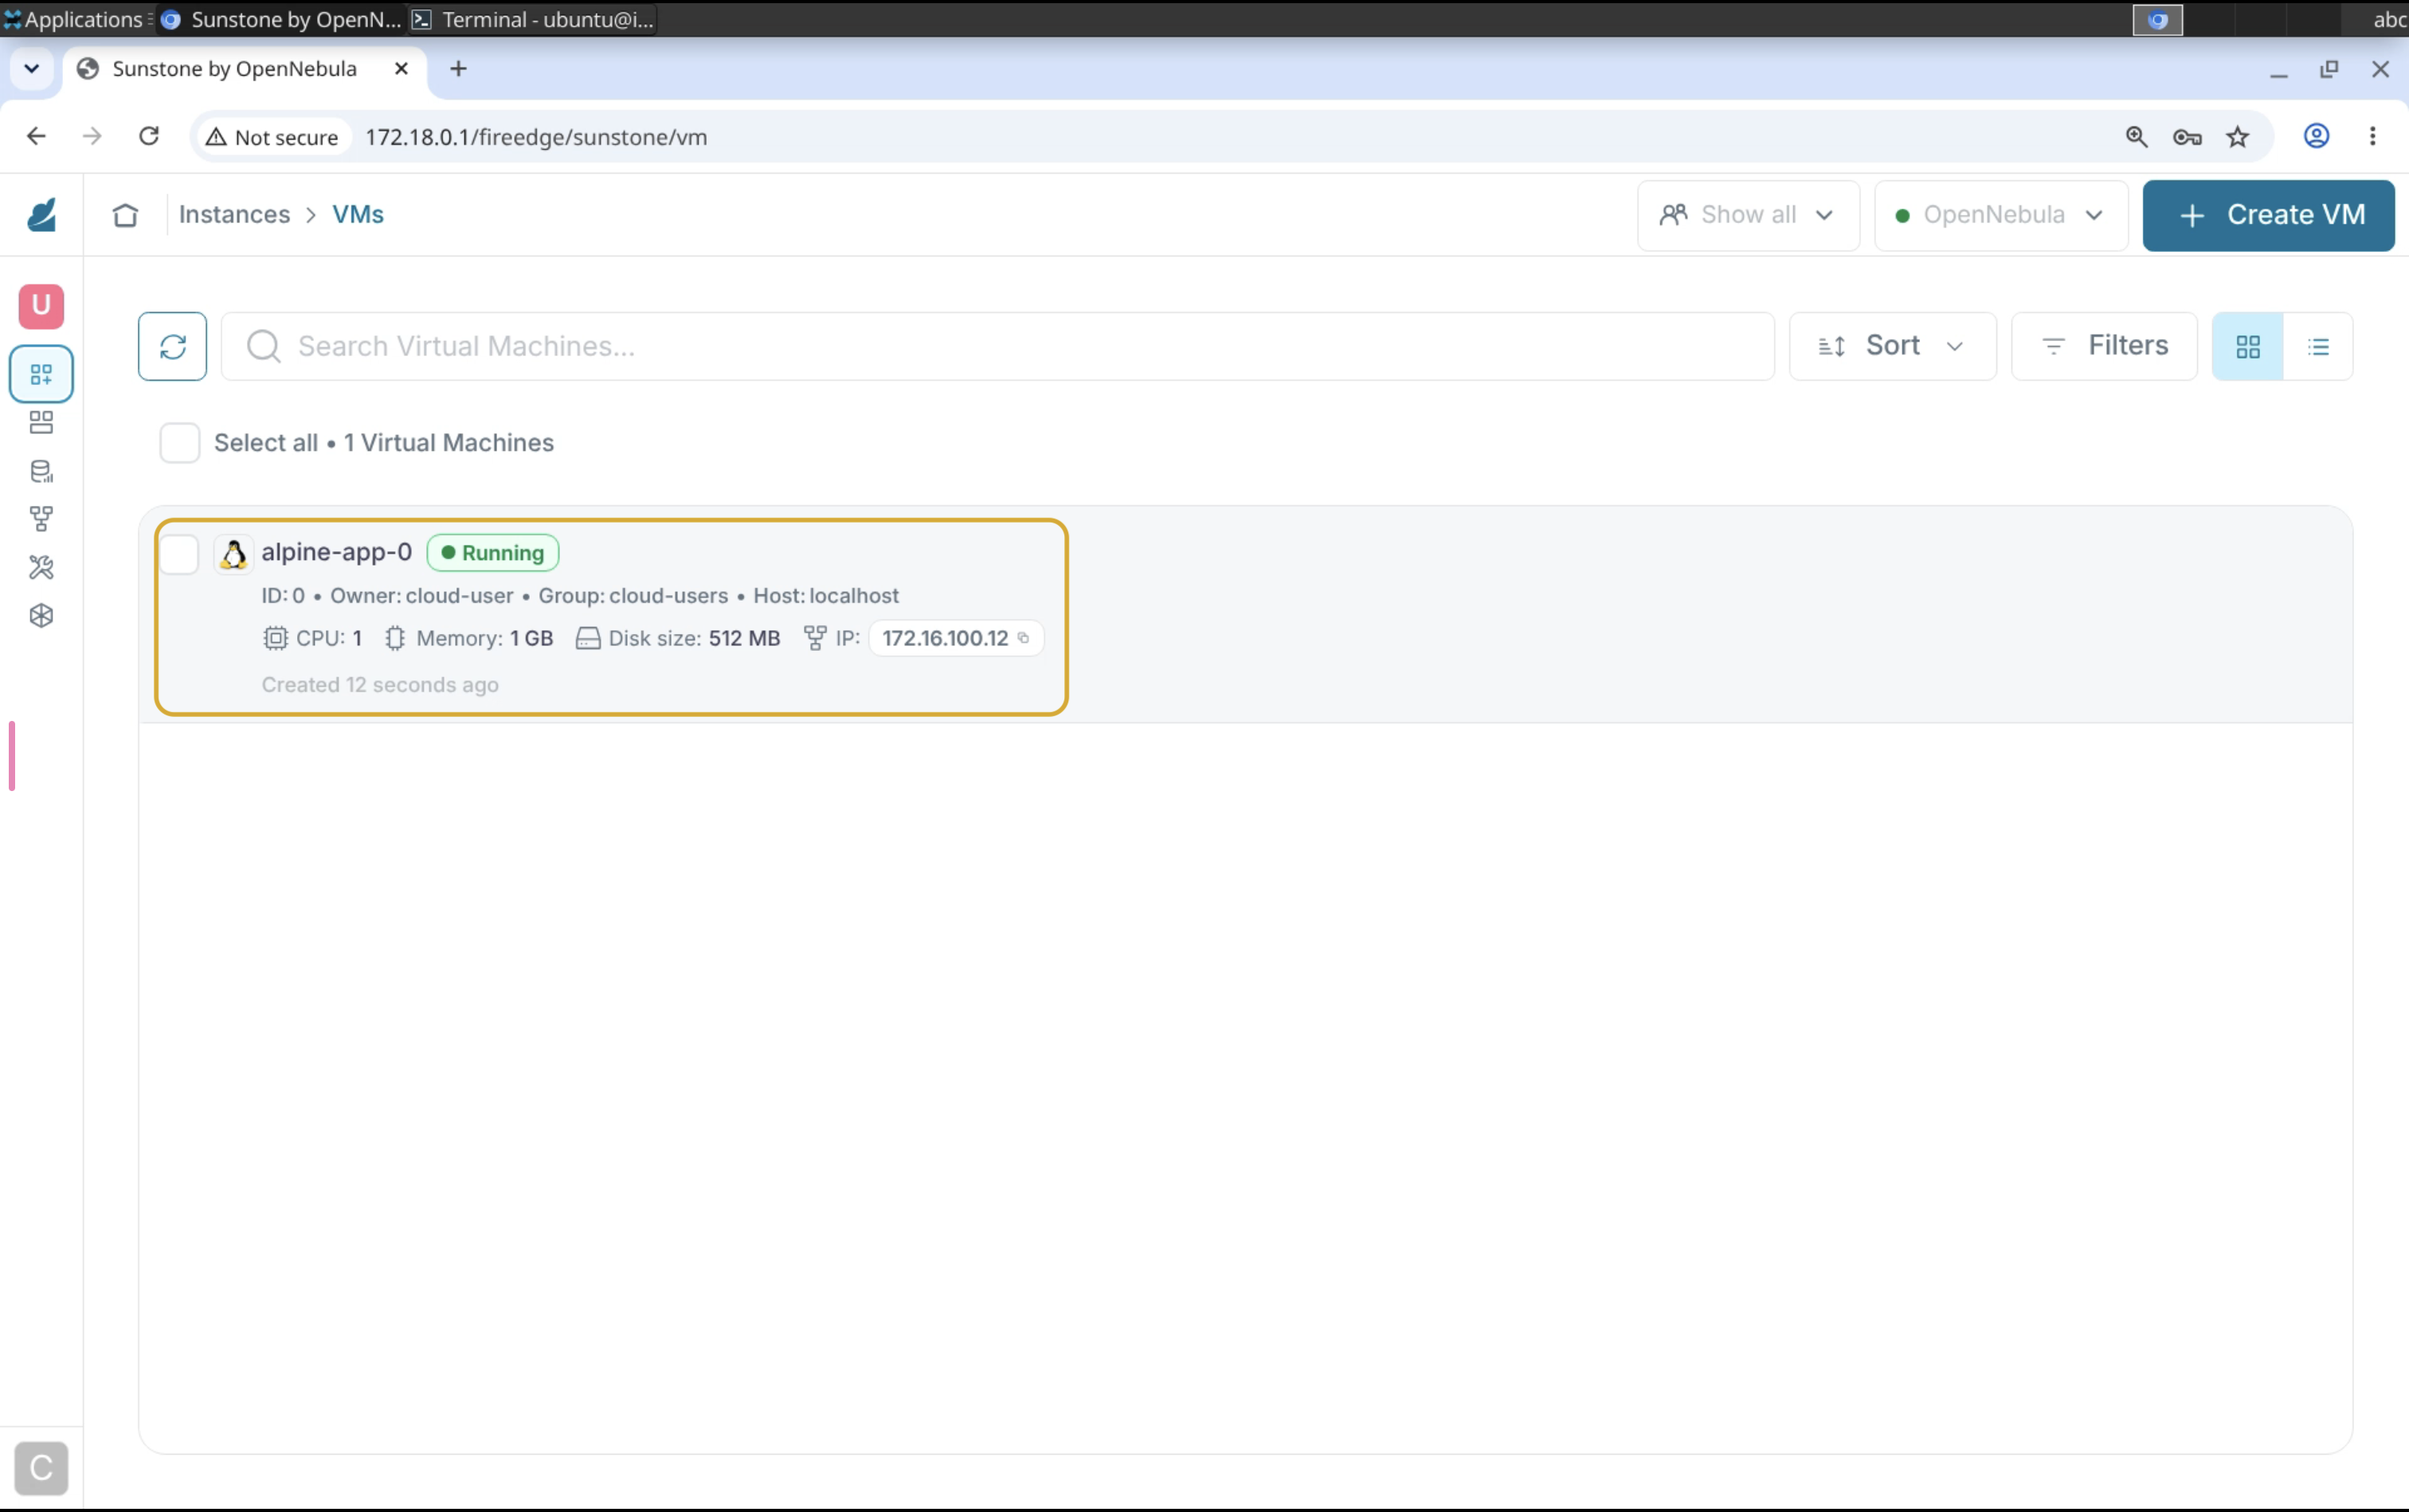 Applications Sunstone by OpenN... Terminal - ubuntu@i... abc
Sunstone by OpenNebula
Not secure 172.18.0.1/fireedge/sunstone/vm
Instances > VMs Show all OpenNebula + Create VM
U
Search Virtual Machines... Sort Filters
Select all • 1 Virtual Machines
alpine-app-0 Running
ID: 0 • Owner: cloud-user • Group: cloud-users • Host: localhost
CPU: 1 Memory: 1 GB Disk size: 512 MB IP: 172.16.100.12
Created 12 seconds ago
C